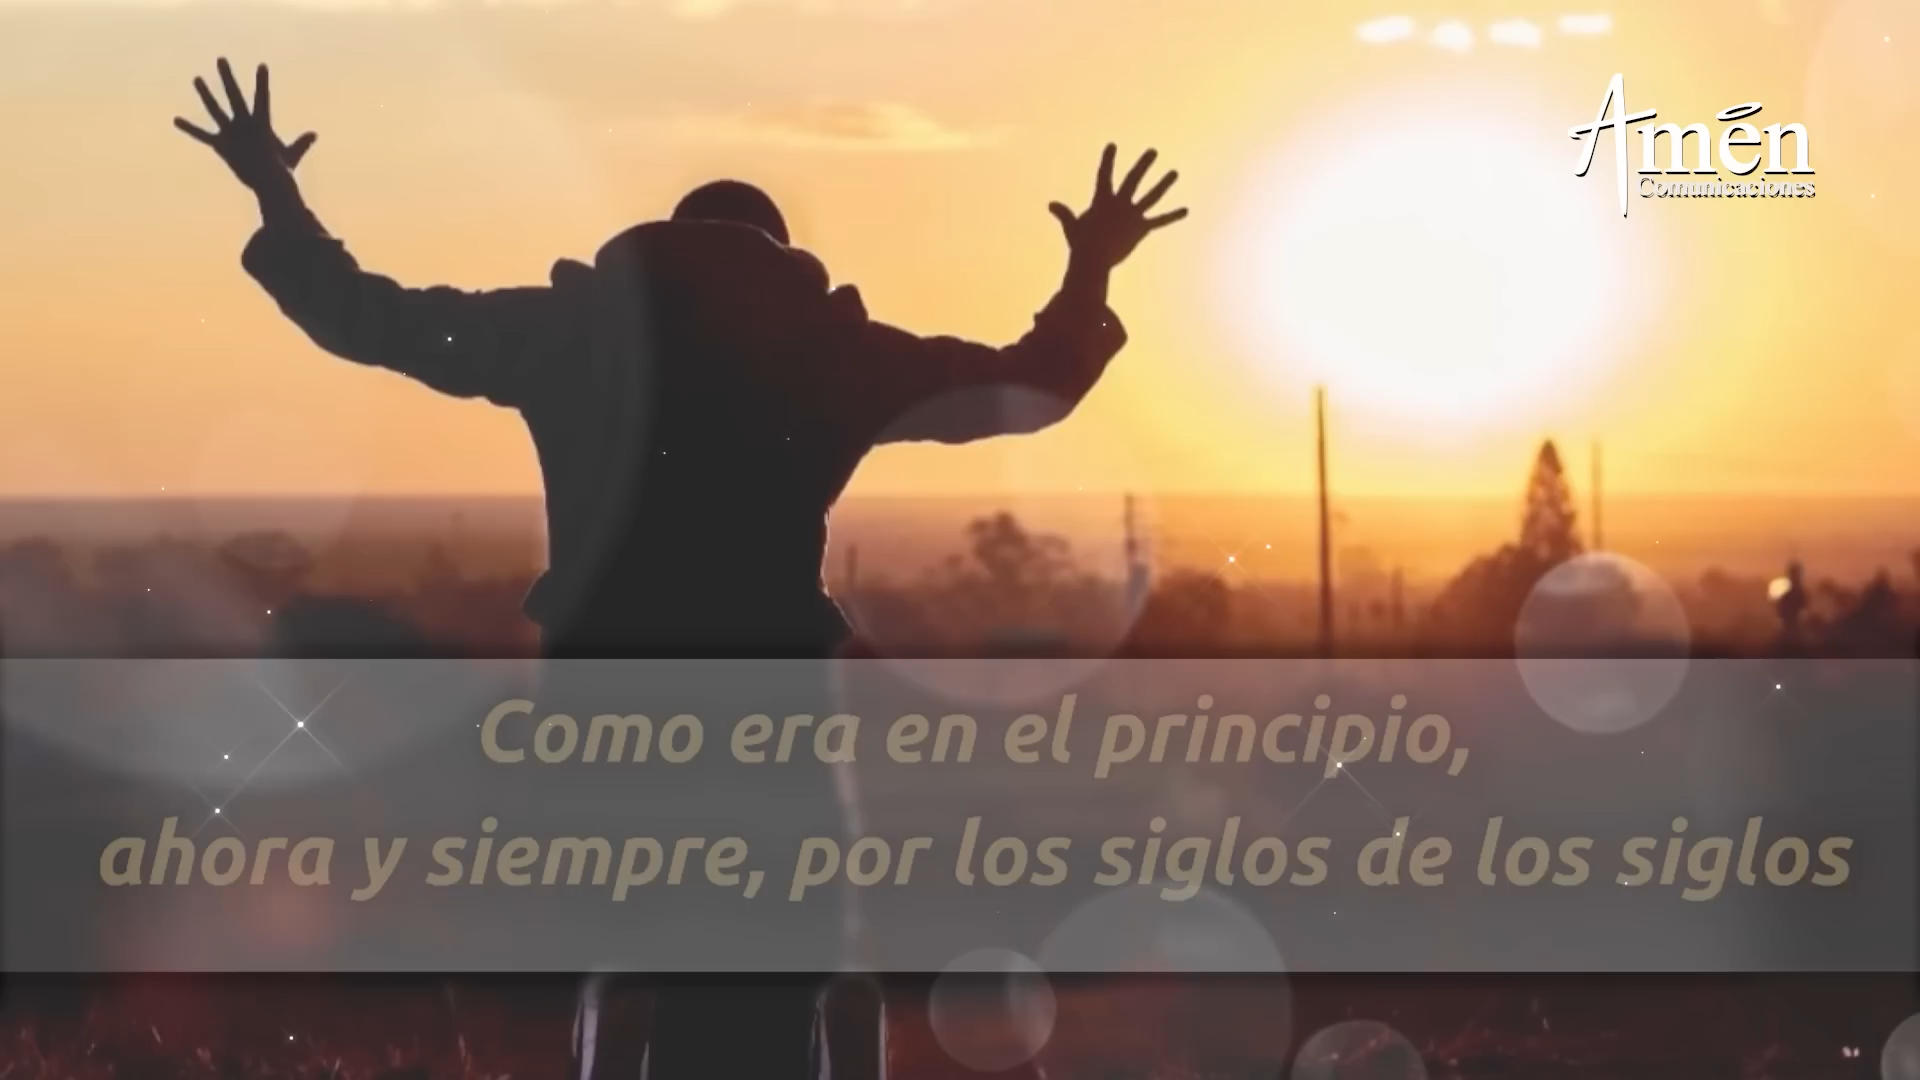 Amén
Comunicaciones
Como era en el principio,
ahora y siempre, por los siglos de los siglos